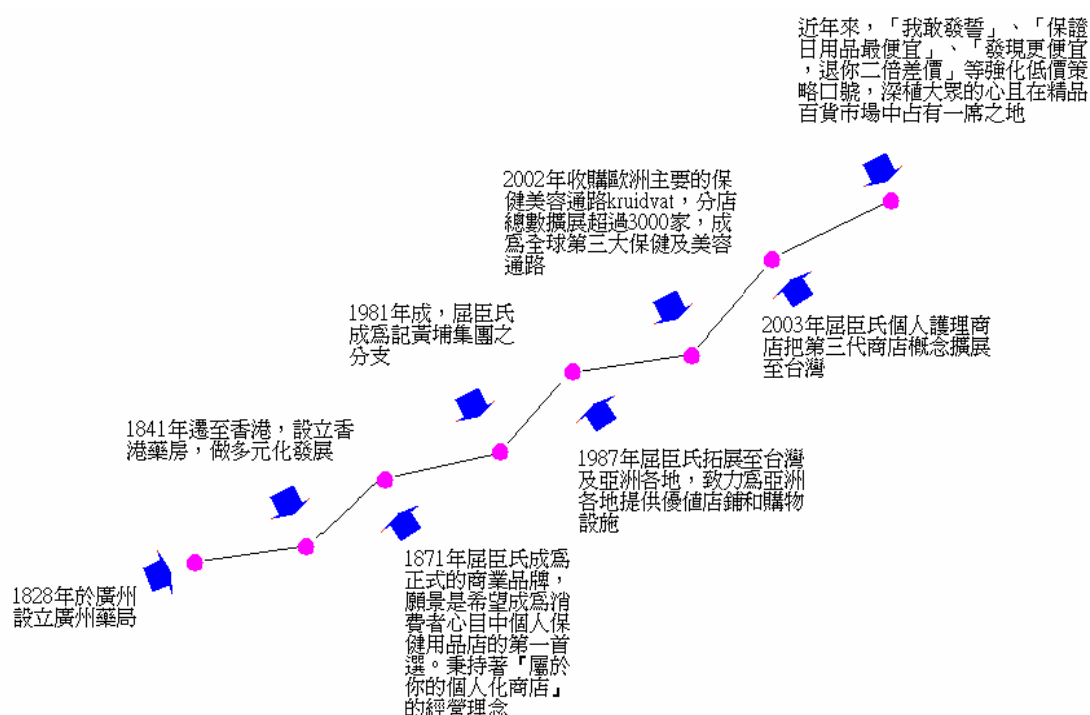 近年來，「我敢發誓」、「保證
日用品最便宜」、「發現更便宜
，退你二倍差價」等強化低價策
略口號，深植大眾的心且在精品
百貨市場中占有一席之地
2002年收購歐洲主要的保
健美容通路kruidvat，分店
總數擴展超過3000家，成
為全球第三大保健及美容
通路
2003年屈臣氏個人護理商
店把第三代商店概念擴展
至台灣
1981年成，屈臣氏
成為記黃埔集團之
分支
1987年屈臣氏拓展至台灣
及亞洲各地，致力為亞洲
各地提供優值店鋪和購物
設施
1841年遷至香港，設立香
港藥房，做多元化發展
1871年屈臣氏成為
正式的商業品牌，
願景是希望成為消
費者心目中個人保
健用品店的第一首
選。秉持著『屬於
你的個人化商店』
的經營理念
1828年於廣州
設立廣州藥局